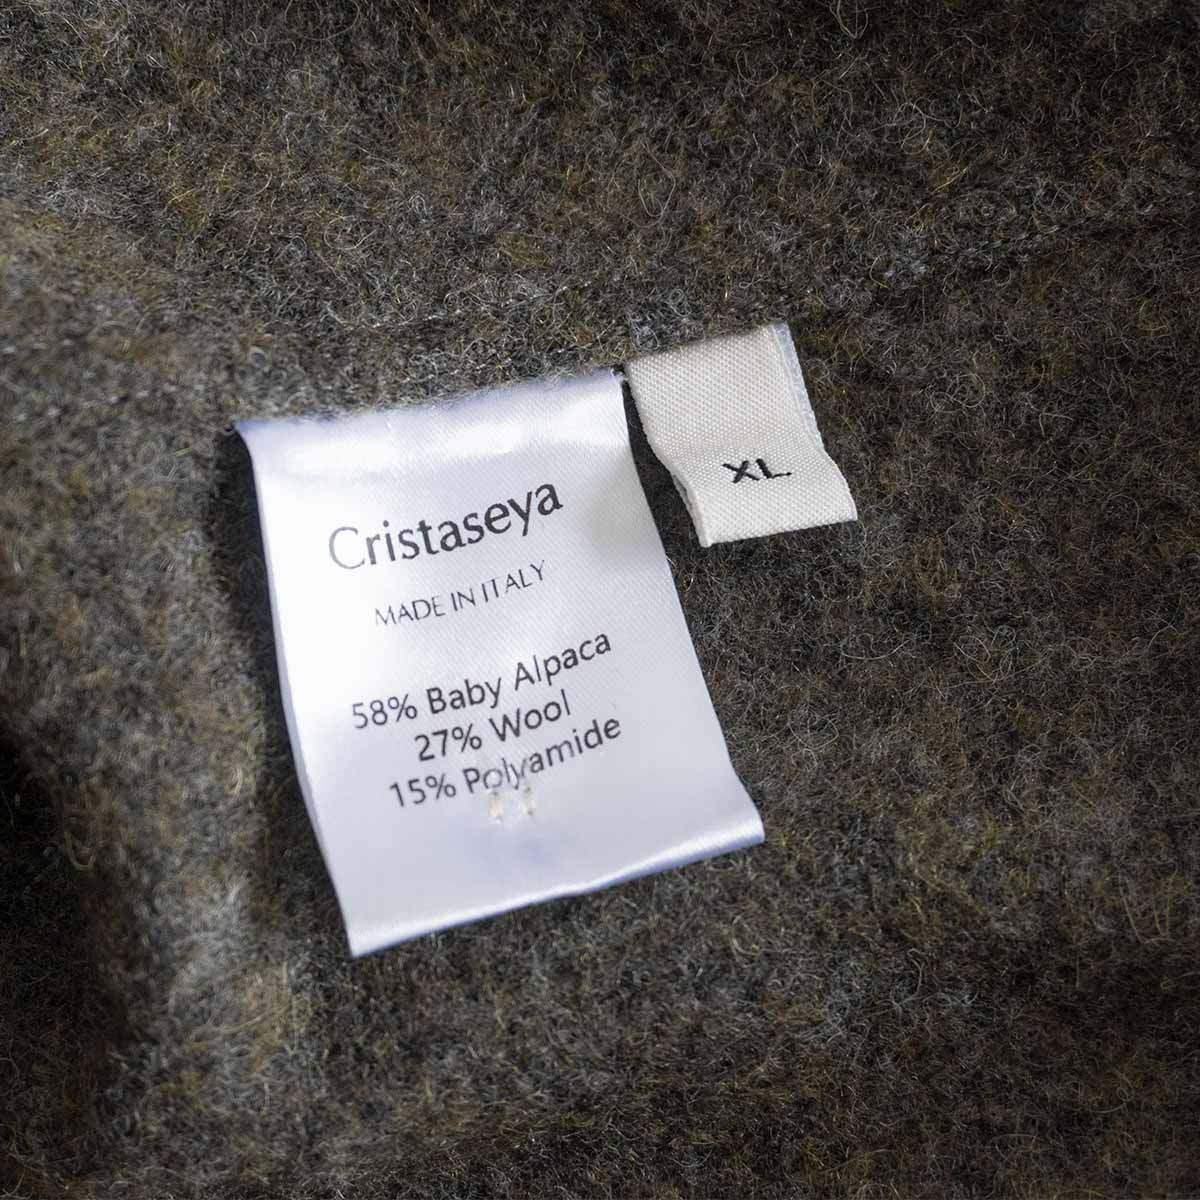 Cristaseya
MADE IN ITALY
58% Baby Alpaca
27% Wool
15% Polyamide
XL